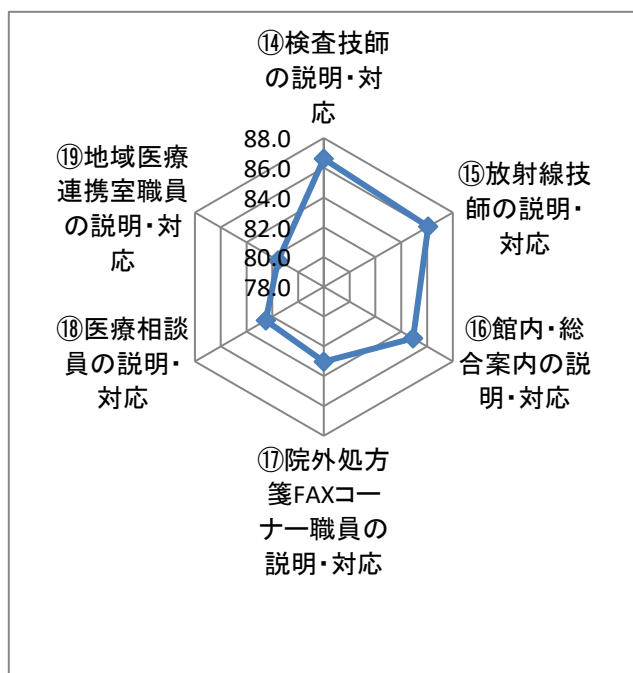 ⑭検査技師
の説明・対
応
88.0
86.0
84.0
82.0
80.0
78.0
⑮放射線技
師の説明・
対応
⑯館内・総
合案内の説
明・対応
⑰院外処方
箋FAXコー
ナー職員の
説明・対応
⑱医療相談
員の説明・
対応
⑲地域医療
連携室職員
の説明・対
応